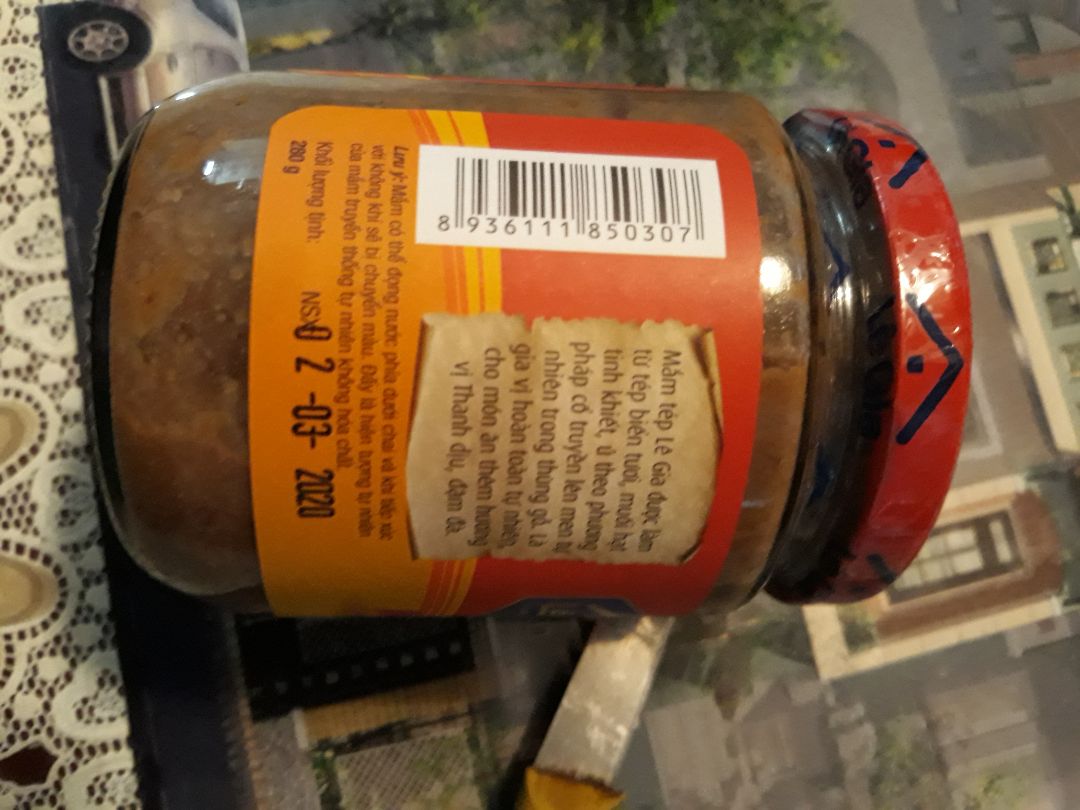 8 936111 850307
Mắm tép Lê Gia được làm
từ tép biển tươi, muối hạt
tinh khiết, ủ theo phương
pháp cổ truyền lên men tự
nhiên trong thùng gỗ. Là
gia vị hoàn toàn tự nhiên,
cho món ăn thêm hương
vị Thanh dịu, đậm đà.
Lưu ý: Mắm có thể đọng nước phía dưới chai và khi tiếp xúc
với không khí sẽ bị chuyển màu. Đây là hiện tượng tự nhiên
của mắm truyền thống tự nhiên không hóa chất.
Khối lượng tịnh: NSX
280 g 02-03-2020